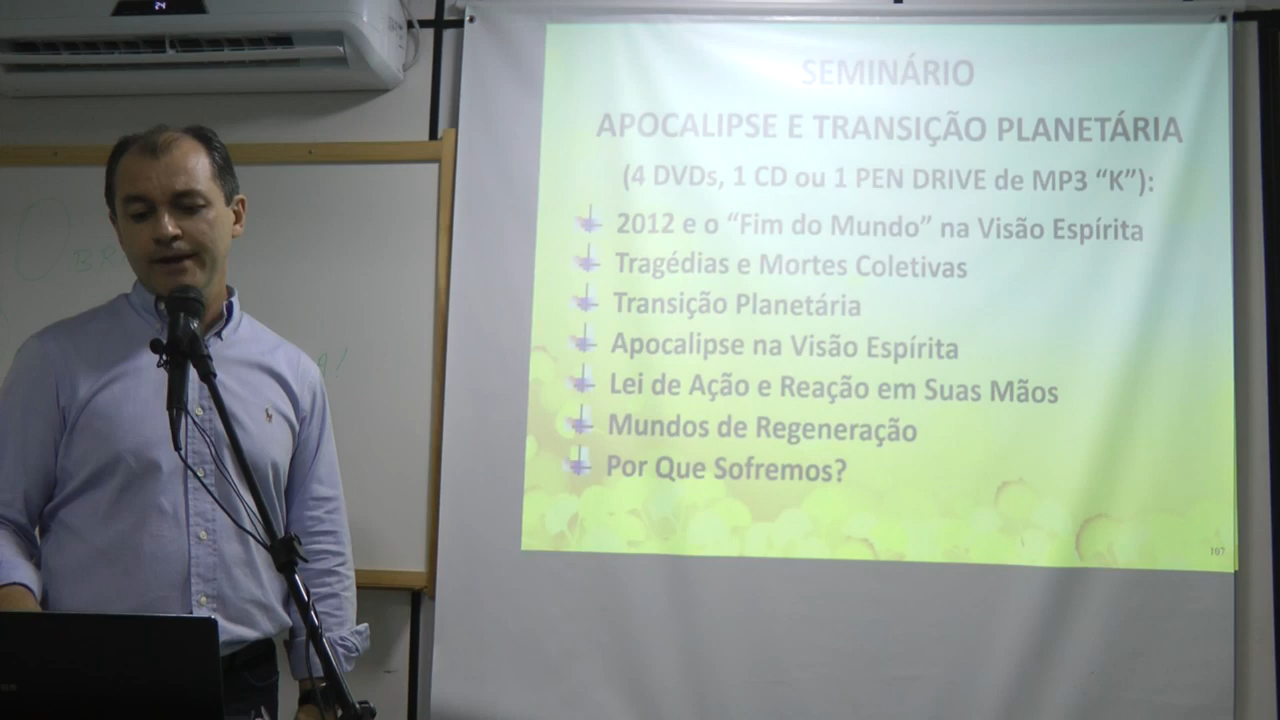 24
SEMINÁRIO
APOCALIPSE E TRANSIÇÃO PLANETÁRIA
(4 DVDs, 1 CD ou 1 PEN DRIVE de MP3 “K”):
2012 e o “Fim do Mundo” na Visão Espírita
Tragédias e Mortes Coletivas
Transição Planetária
Apocalipse na Visão Espírita
Lei de Ação e Reação em Suas Mãos
Mundos de Regeneração
Por Que Sofremos?
107